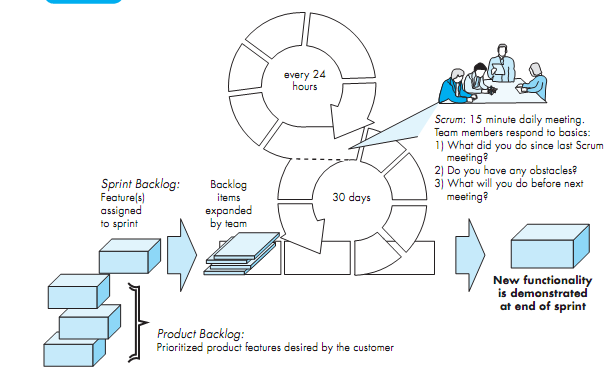 every 24
hours
Scrum: 15 minute daily meeting.
Team members respond to basics:
1) What did you do since last Scrum
meeting?
2) Do you have any obstacles?
3) What will you do before next
meeting?
Sprint Backlog:
Feature(s)
assigned
to sprint
Backlog
items
expanded
by team
30 days
New functionality
is demonstrated
at end of sprint
Product Backlog:
Prioritized product features desired by the customer